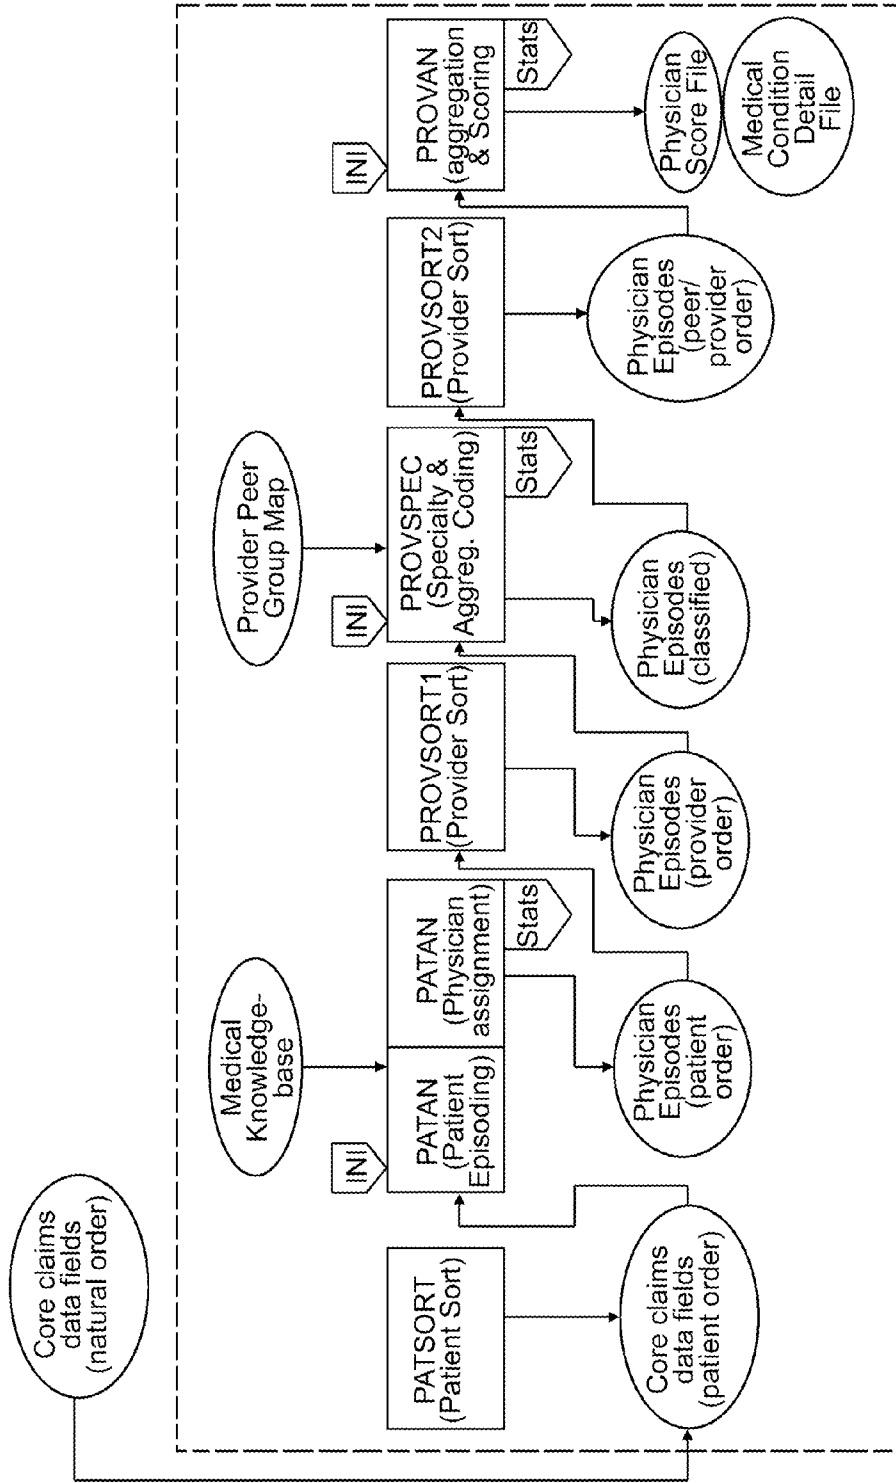 Core claims
data fields
(natural order)
Medical
Knowledge-
base
Provider Peer
Group Map
INI
INI
INI
PATSORT
(Patient Sort)
PATAN
(Patient
Episoding)
PATAN
(Physician
assignment)
Stats
PROVSORT1
(Provider Sort)
PROVSPEC
(Specialty &
Aggreg. Coding)
Stats
PROVSORT2
(Provider Sort)
PROVAN
(aggregation
& Scoring
Stats
Core claims
data fields
(patient order)
Physician
Episodes
(patient
order)
Physician
Episodes
(provider
order)
Physician
Episodes
(classified)
Physician
Episodes
(peer/
provider
order)
Physician
Score File
Medical
Condition
Detail
File